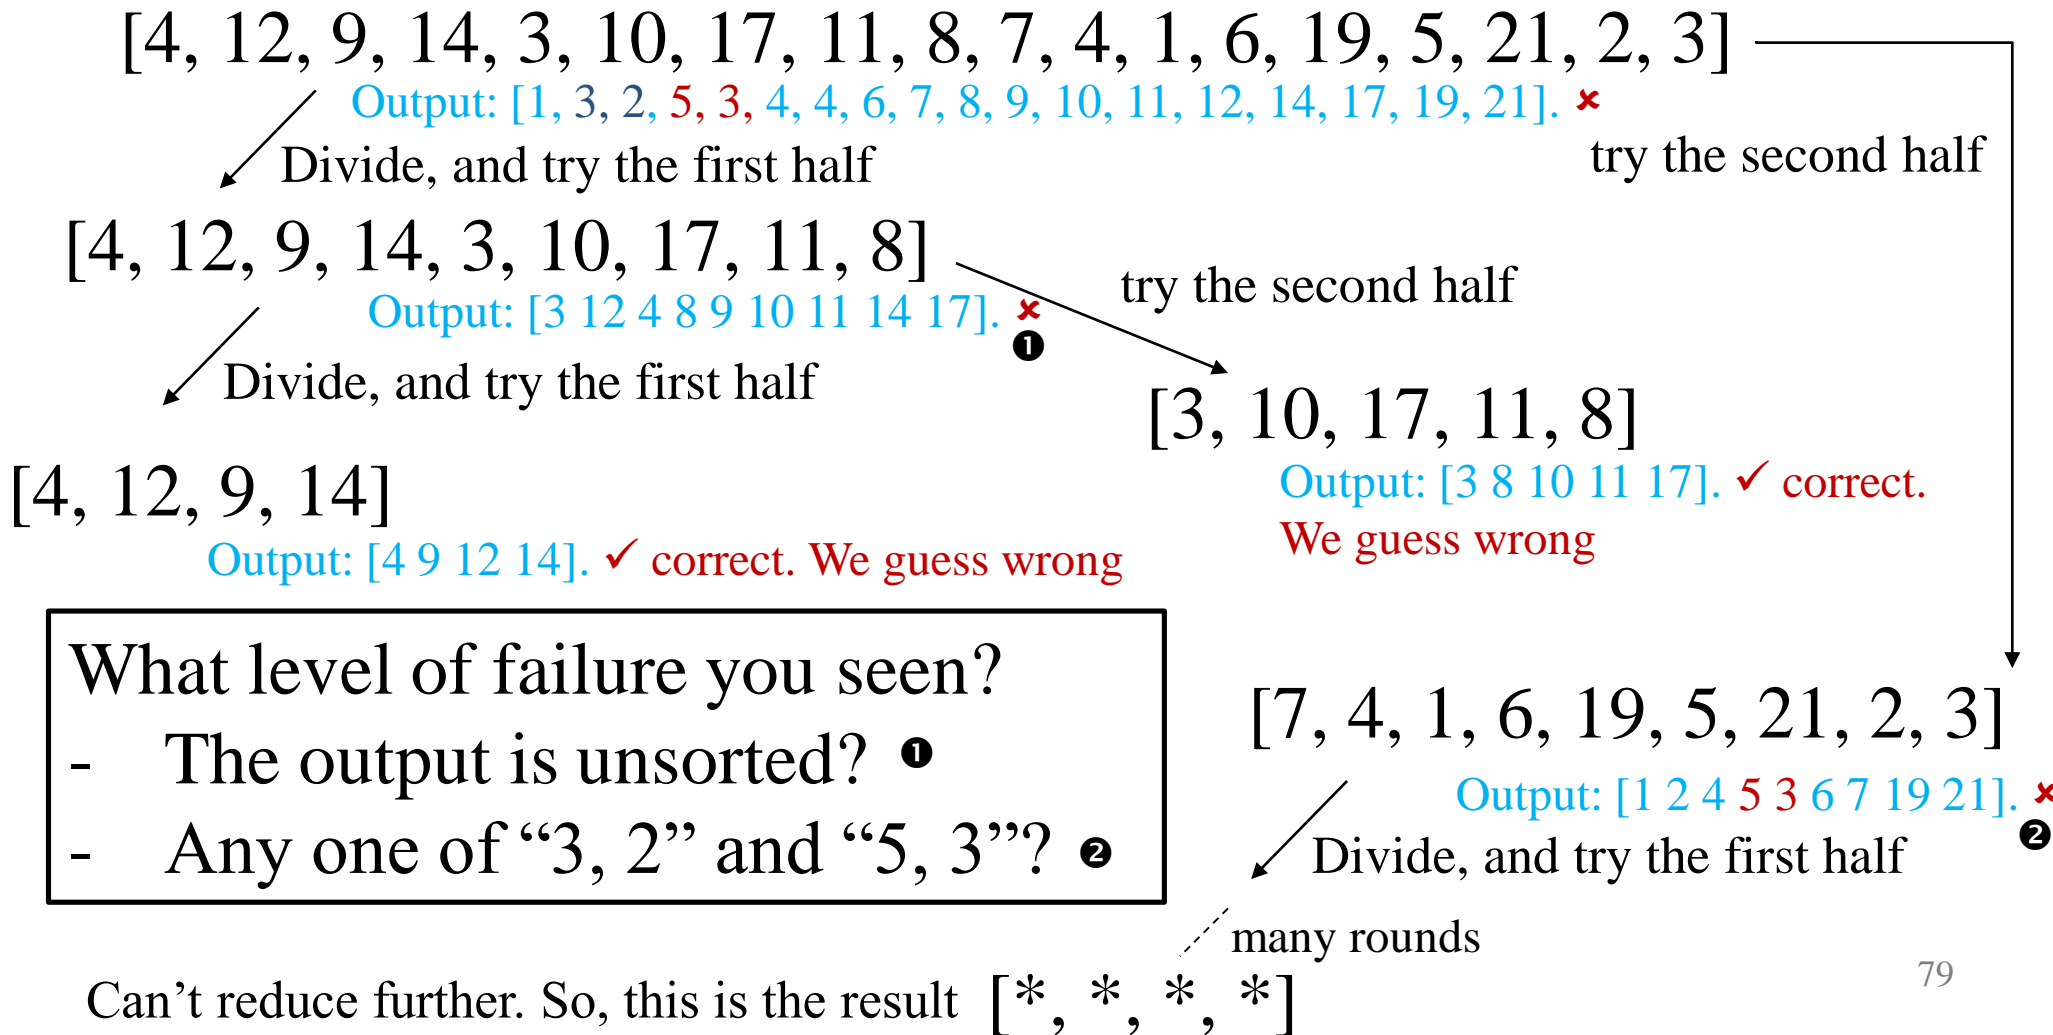 [4, 12, 9, 14, 3, 10, 17, 11, 8, 7, 4, 1, 6, 19, 5, 21, 2, 3]
Output: [1, 3, 2, 5, 3, 4, 4, 6, 7, 8, 9, 10, 11, 12, 14, 17, 19, 21]. ×
Divide, and try the first half
try the second half
[4, 12, 9, 14, 3, 10, 17, 11, 8]
Output: [3 12 4 8 9 10 11 14 17]. ×
❶
try the second half
Divide, and try the first half
[3, 10, 17, 11, 8]
Output: [3 8 10 11 17]. ✓ correct.
We guess wrong
[4, 12, 9, 14]
Output: [4 9 12 14]. ✓ correct. We guess wrong
What level of failure you seen?
- The output is unsorted? ❶
- Any one of “3, 2” and “5, 3”? ❷
[7, 4, 1, 6, 19, 5, 21, 2, 3]
Output: [1 2 4 5 3 6 7 19 21]. ×
❷
Divide, and try the first half
many rounds
Can’t reduce further. So, this is the result [*, *, *, *]
79